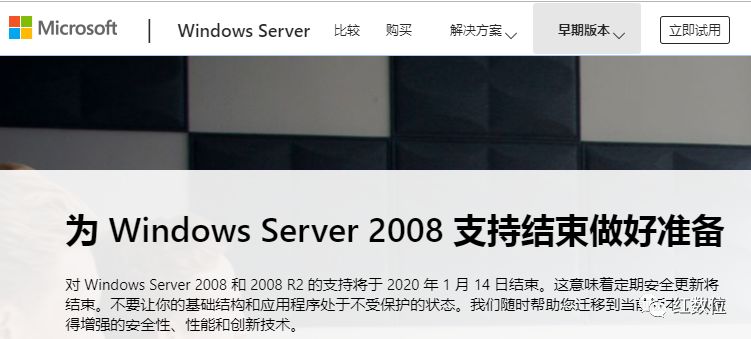 Microsoft | Windows Server 比较 购买 解决方案 早期版本 立即试用
为 Windows Server 2008 支持结束做好准备
对 Windows Server 2008 和 2008 R2 的支持将于 2020 年 1 月 14 日结束。这意味着定期安全更新将
结束。不要让你的基础结构和应用程序处于不受保护的状态。我们随时帮助您迁移到当
得增强的安全性、性能和创新技术。
红数位